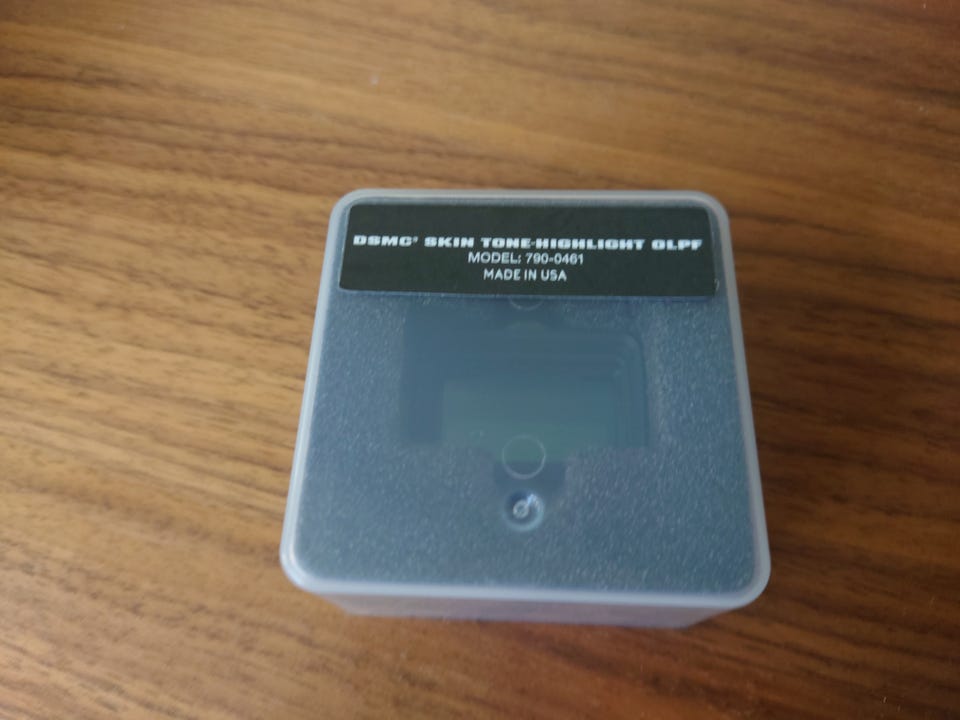 DSMC² SKIN TONE-HIGHLIGHT OLPF
MODEL: 790-0461
MADE IN USA